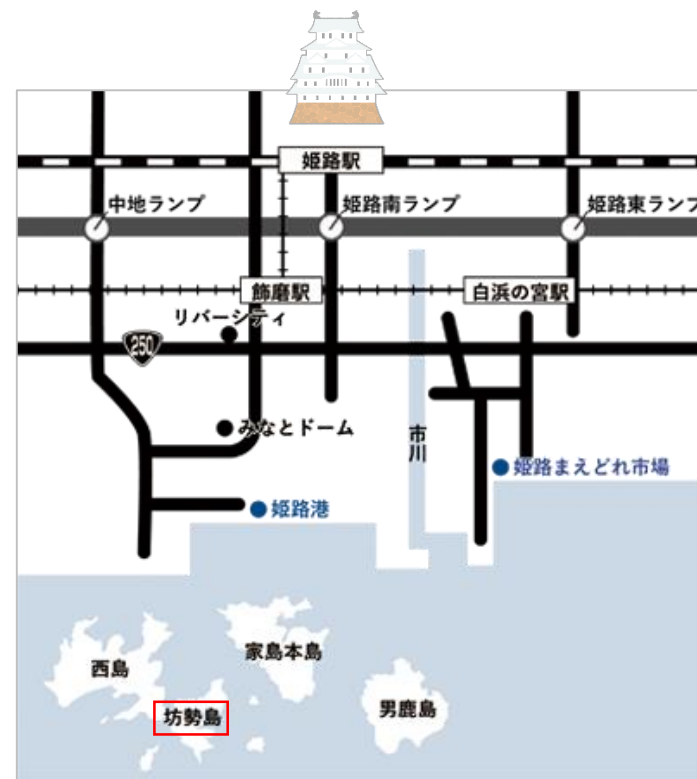 姫路駅
中地ランプ
姫路南ランプ
姫路東ランプ
飾磨駅
白浜の宮駅
リバーシティ
250
みなとドーム
市川
姫路まえどれ市場
姫路港
家島本島
西島
坊勢島
男鹿島